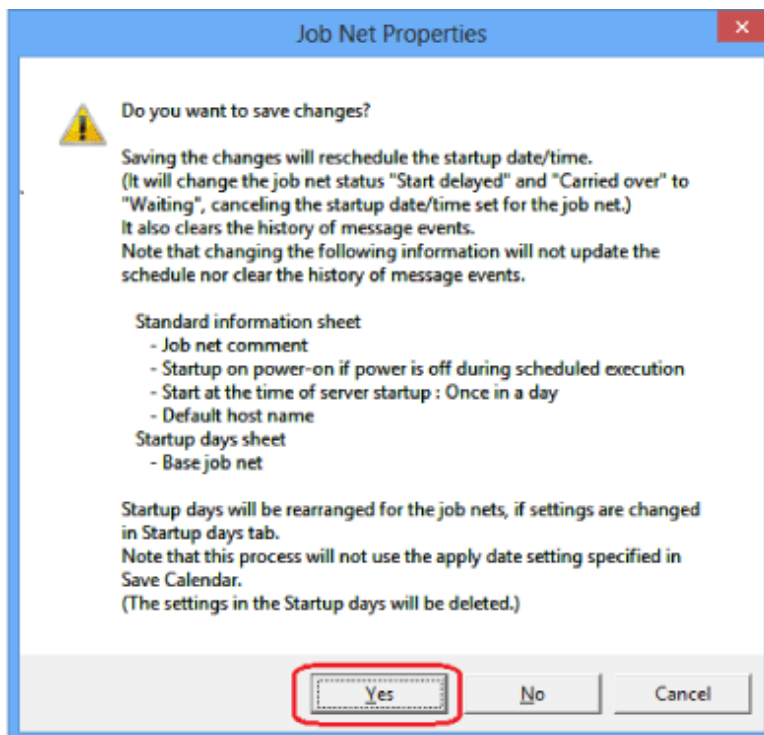 Job Net Properties
Do you want to save changes?
Saving the changes will reschedule the startup date/time.
(It will change the job net status "Start delayed" and "Carried over" to
"Waiting", canceling the startup date/time set for the job net.)
It also clears the history of message events.
Note that changing the following information will not update the
schedule nor clear the history of message events.
Standard information sheet
- Job net comment
- Startup on power-on if power is off during scheduled execution
- Start at the time of server startup : Once in a day
- Default host name
Startup days sheet
- Base job net
Startup days will be rearranged for the job nets, if settings are changed
in Startup days tab.
Note that this process will not use the apply date setting specified in
Save Calendar.
(The settings in the Startup days will be deleted.)
Yes No Cancel